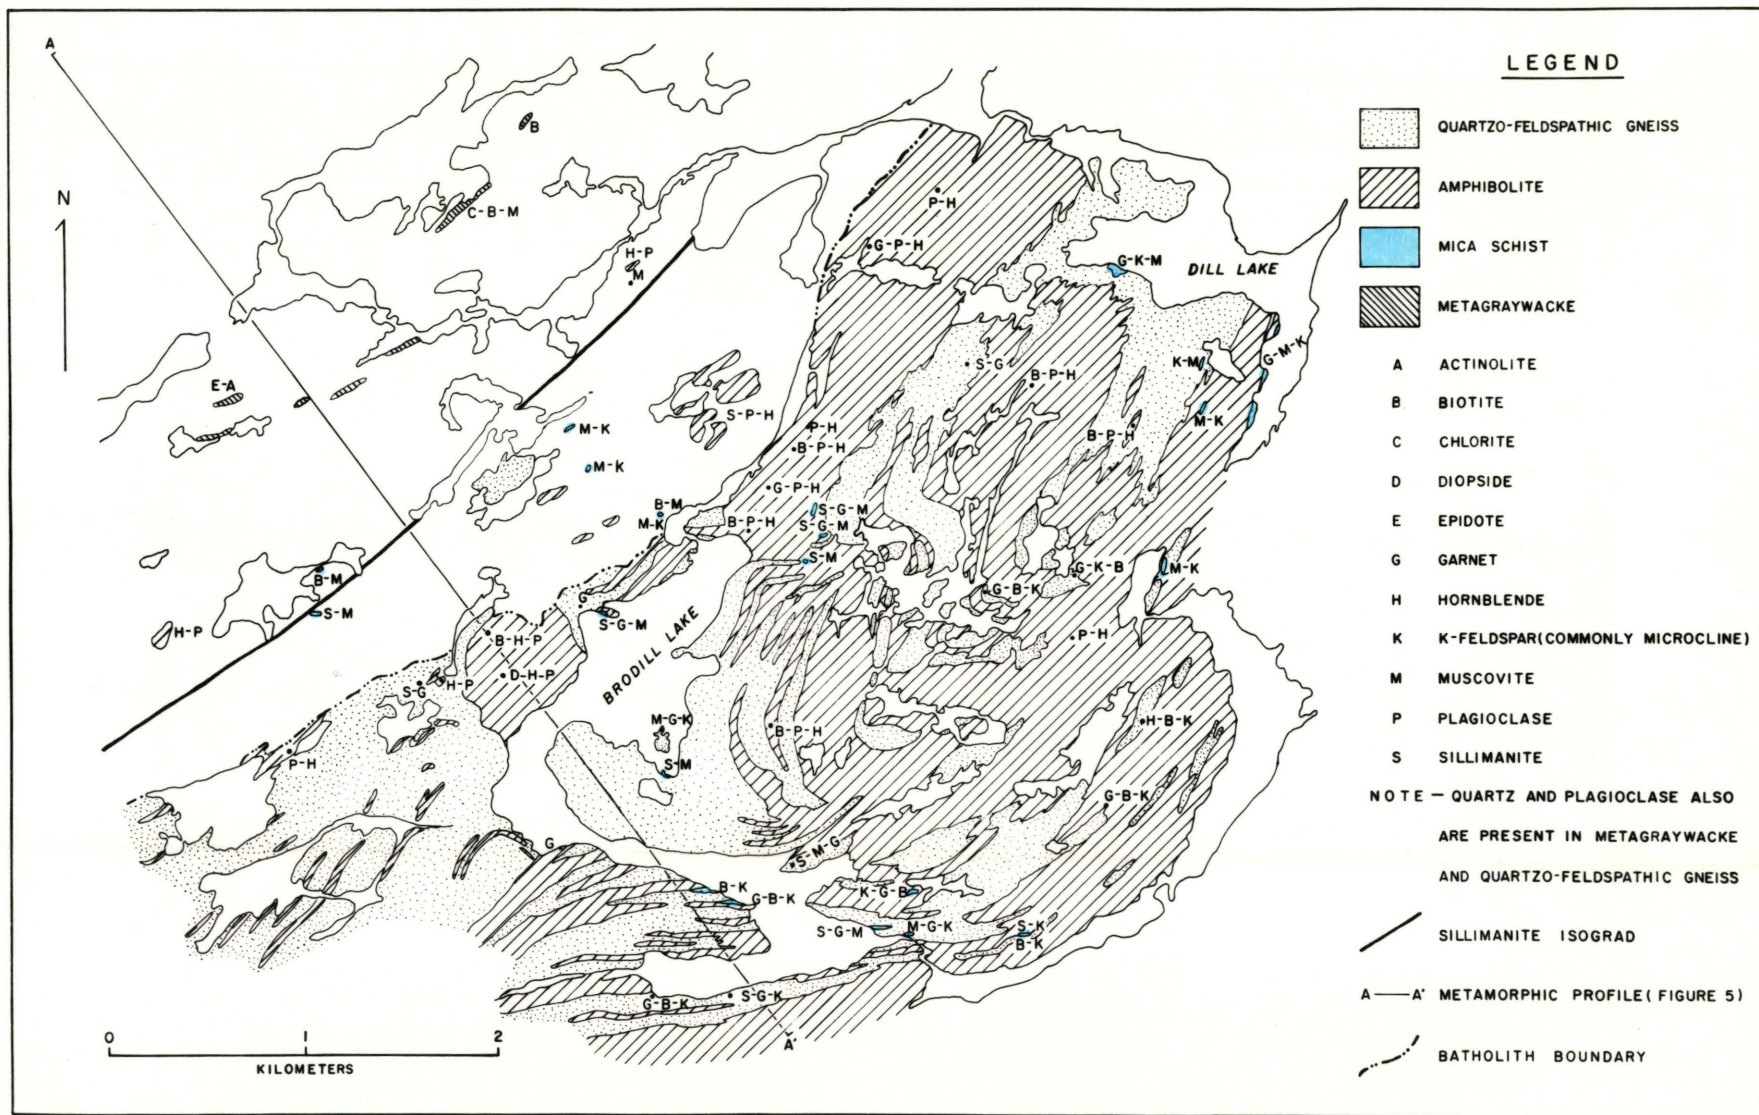 A
B
C-B-M
N
H-P
M
P-H
G-P-H
G-K-M
DILL LAKE
E-A
S-G
K-M
G-M-K
B-P-H
S-P-H
M-K
P-H
M-K
B-P-H
B-P-H
M-K
G-P-H
B-M
S-G-M
M-K
B-P-H
S-G-M
S-M
B-M
G-K-B
M-K
S-M
G
G-B-K
H-P
S-G-M
B-H-P
P-H
BRODILL LAKE
D-H-P
S-G
H-P
M-G-K
H-B-K
B-P-H
P-H
S-M
G-B-K
G
S-M-G
B-K
K-G-B
G-B-K
S-G-M
M-G-K
S-K
B-K
G-B-K
S-G-K
A'
0 1 2
KILOMETERS
LEGEND
QUARTZO-FELDSPATHIC GNEISS
AMPHIBOLITE
MICA SCHIST
METAGRAYWACKE
A ACTINOLITE
B BIOTITE
C CHLORITE
D DIOPSIDE
E EPIDOTE
G GARNET
H HORNBLENDE
K K-FELDSPAR(COMMONLY MICROCLINE)
M MUSCOVITE
P PLAGIOCLASE
S SILLIMANITE
NOTE — QUARTZ AND PLAGIOCLASE ALSO
ARE PRESENT IN METAGRAYWACKE
AND QUARTZO-FELDSPATHIC GNEISS
SILLIMANITE ISOGRAD
A—A' METAMORPHIC PROFILE(FIGURE 5)
BATHOLITH BOUNDARY